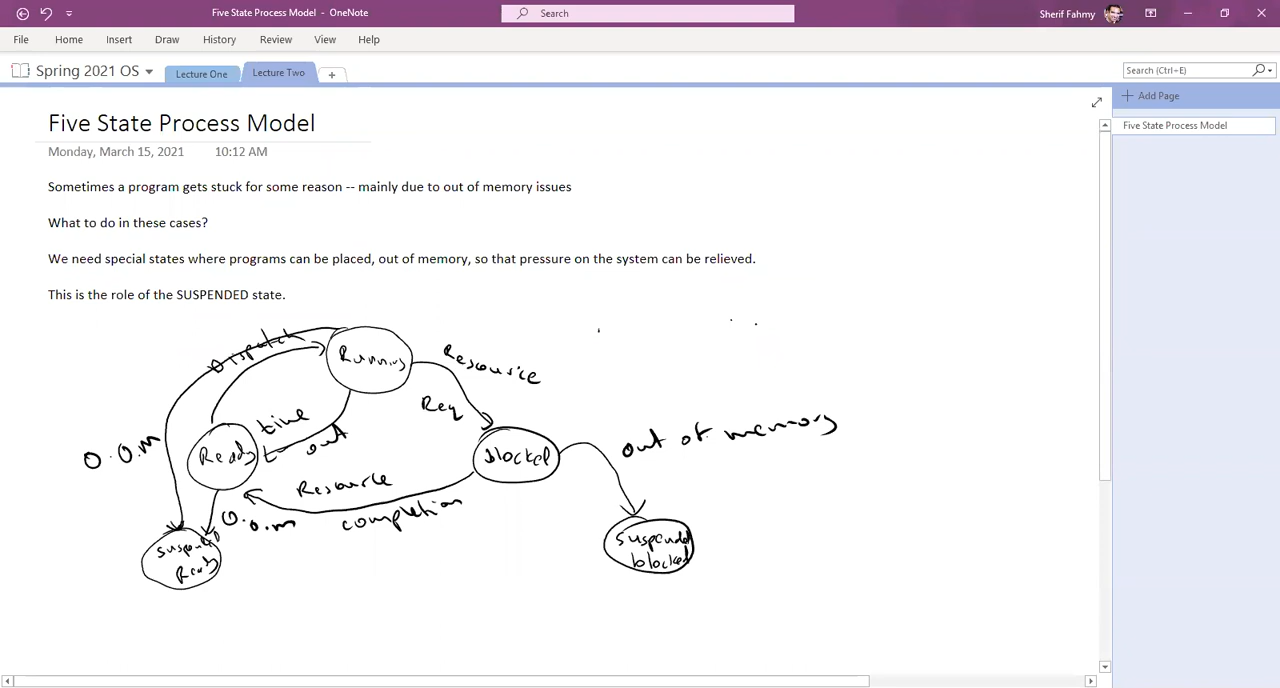 Five State Process Model - OneNote
Search
Sherif Fahmy
File Home Insert Draw History Review View Help
Spring 2021 OS
Lecture One
Lecture Two
Search (Ctrl+E)
Add Page
Five State Process Model
Five State Process Model
Monday, March 15, 2021 10:12 AM
Sometimes a program gets stuck for some reason -- mainly due to out of memory issues
What to do in these cases?
We need special states where programs can be placed, out of memory, so that pressure on the system can be relieved.
This is the role of the SUSPENDED state.
Dispatch
Running
Resource
Req
time
out
O.O.M
Ready
blocked
out of memory
Resource
completion
O.O.M
Suspended
Ready
Suspended
blocked